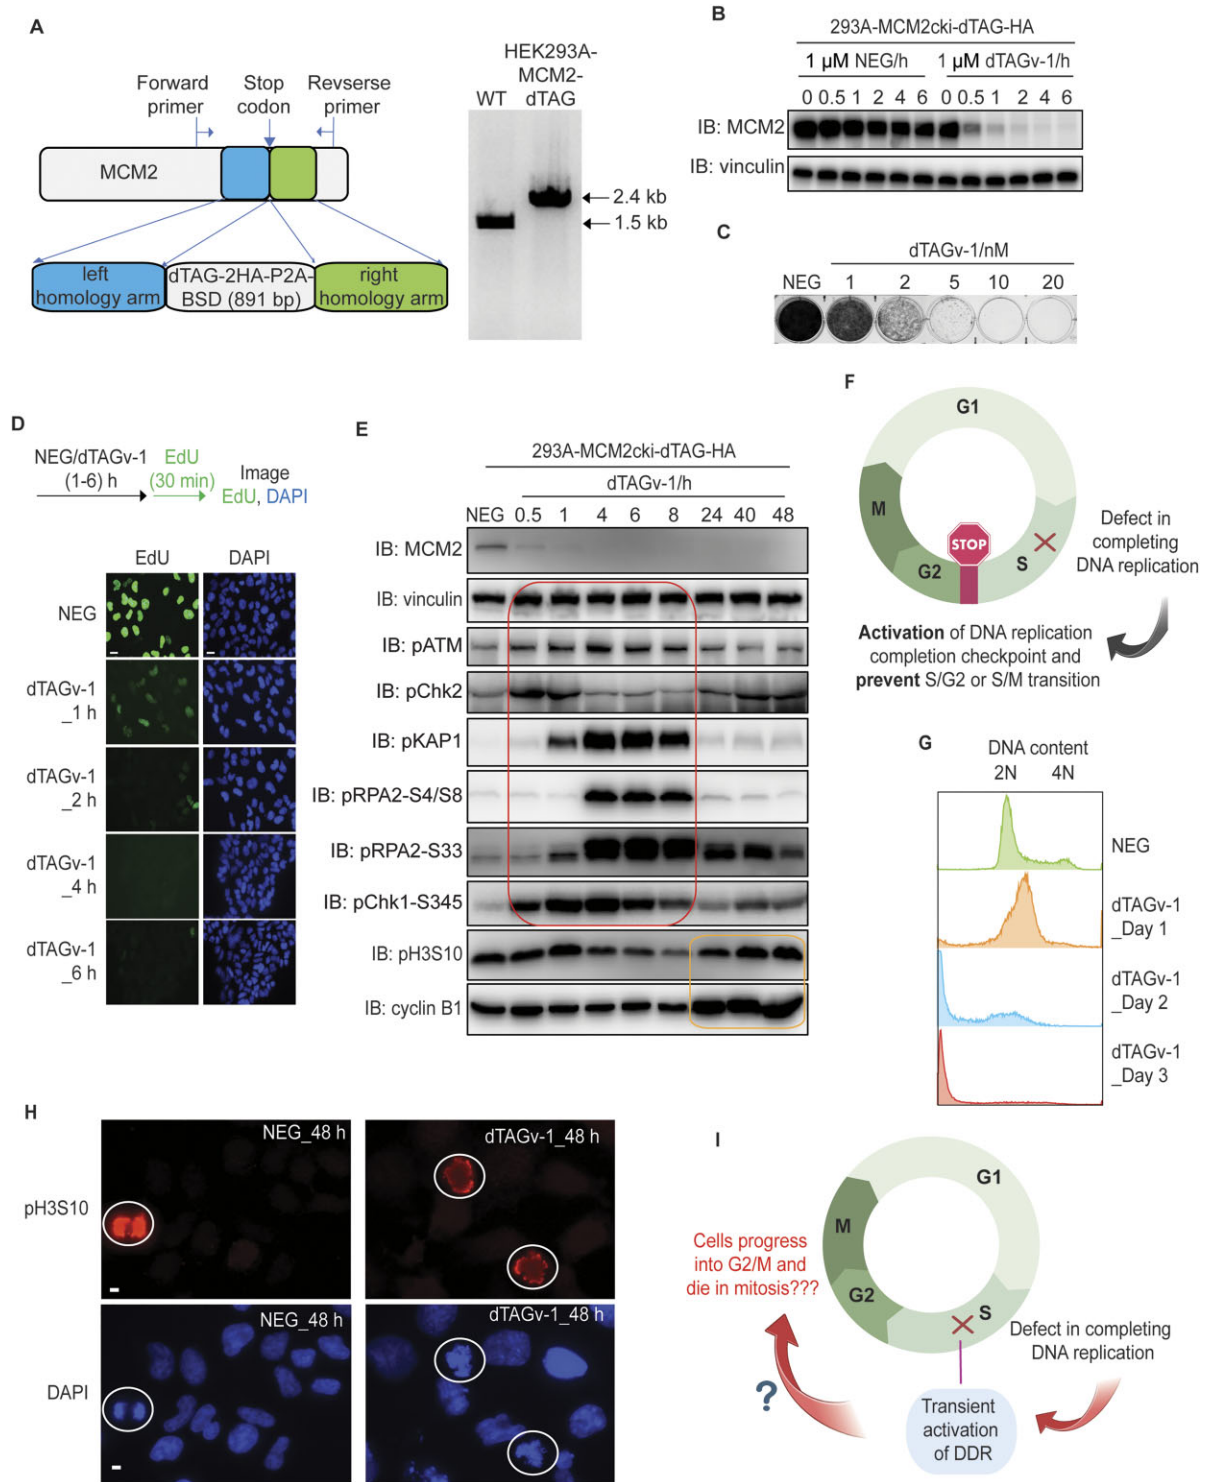 A
Forward
primer
Stop
codon
Revserse
primer
MCM2
left
homology arm
dTAG-2HA-P2A-
BSD (891 bp)
right
homology arm
HEK293A-
MCM2-
dTAG
WT
2.4 kb
1.5 kb
B
293A-MCM2cki-dTAG-HA
1 µM NEG/h 1 µM dTAGv-1/h
0 0.5 1 2 4 6 0 0.5 1 2 4 6
IB: MCM2
IB: vinculin
C
dTAGv-1/nM
NEG 1 2 5 10 20
D
NEG/dTAGv-1
(1-6) h
EdU
(30 min)
Image
EdU, DAPI
EdU DAPI
NEG
dTAGv-1
_1 h
dTAGv-1
_2 h
dTAGv-1
_4 h
dTAGv-1
_6 h
E
293A-MCM2cki-dTAG-HA
dTAGv-1/h
NEG 0.5 1 4 6 8 24 40 48
IB: MCM2
IB: vinculin
IB: pATM
IB: pChk2
IB: pKAP1
IB: pRPA2-S4/S8
IB: pRPA2-S33
IB: pChk1-S345
IB: pH3S10
IB: cyclin B1
F
G1
M
STOP
S
G2
Defect in
completing
DNA replication
Activation of DNA replication
completion checkpoint and
prevent S/G2 or S/M transition
G
DNA content
2N 4N
NEG
dTAGv-1
_Day 1
dTAGv-1
_Day 2
dTAGv-1
_Day 3
H
NEG_48 h
dTAGv-1_48 h
pH3S10
NEG_48 h
dTAGv-1_48 h
DAPI
I
G1
M
G2
S
Cells progress
into G2/M and
die in mitosis???
Defect in completing
DNA replication
?
Transient
activation
of DDR